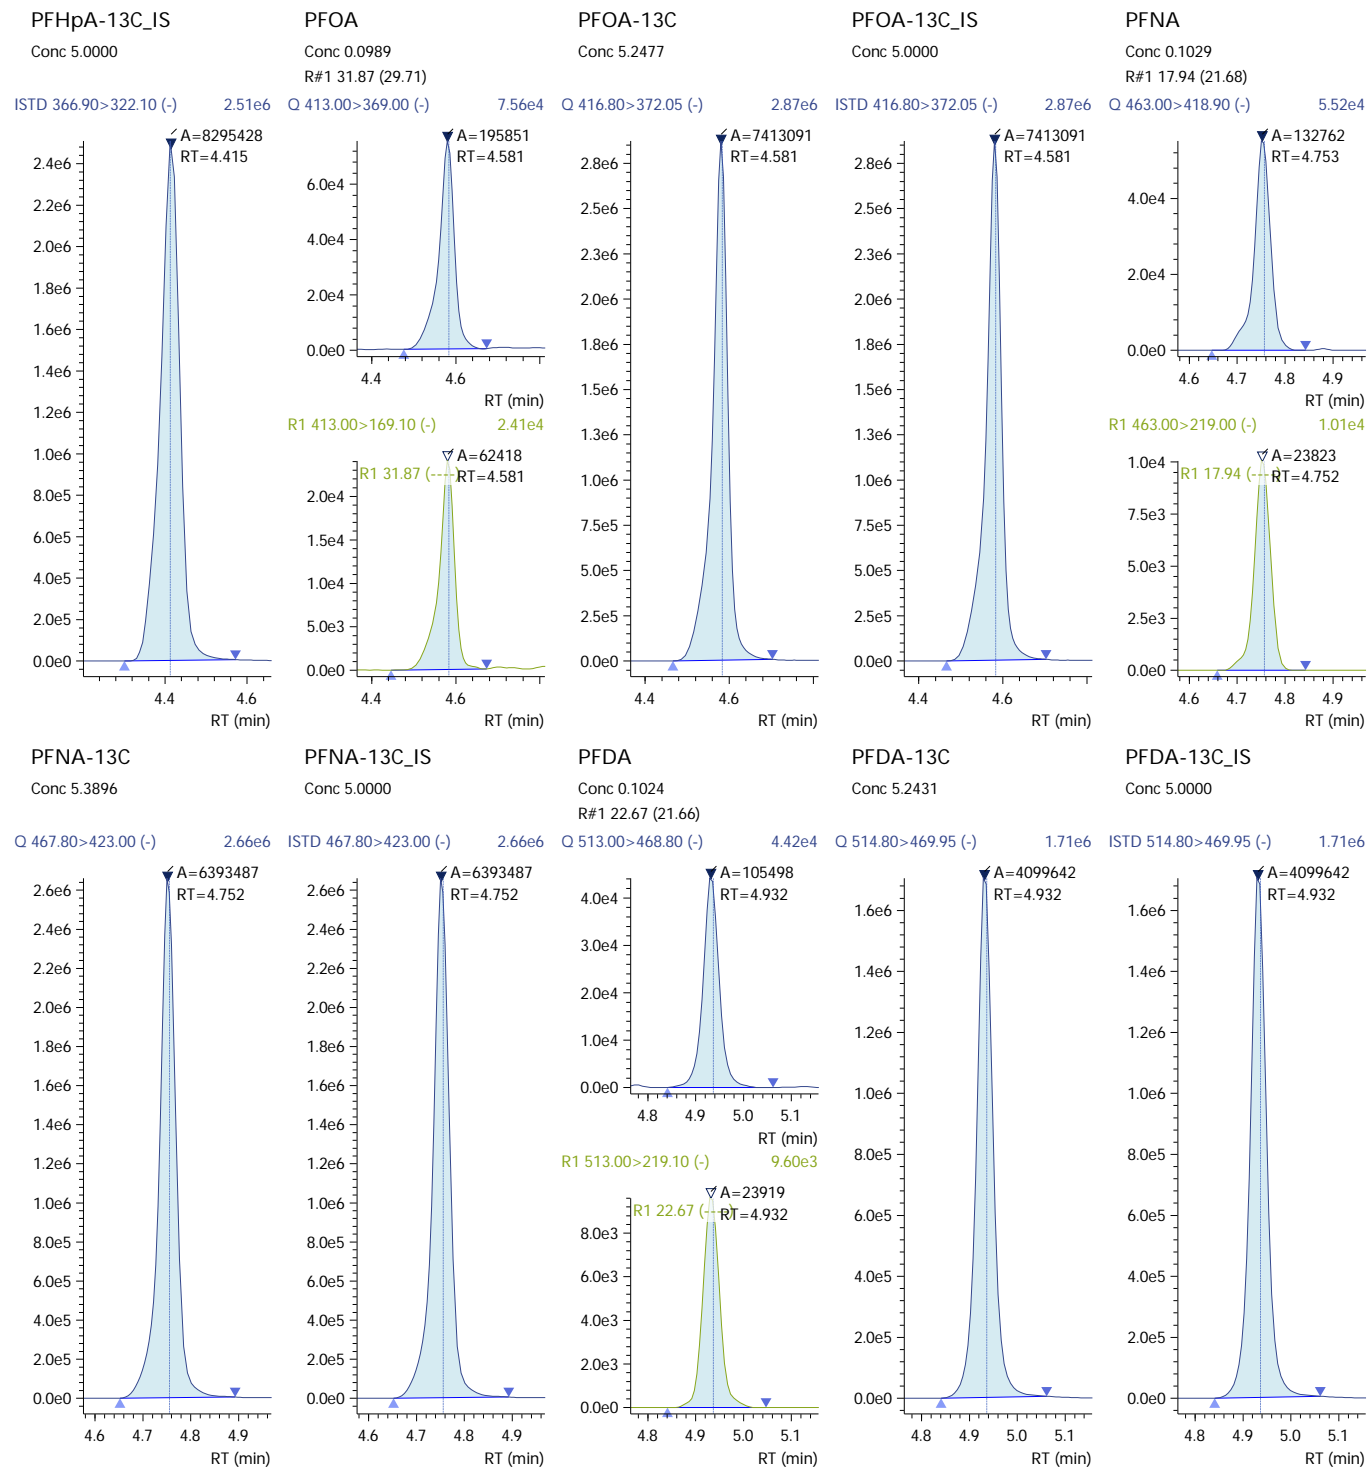 PFHpA-13C_IS
Conc 5.0000
ISTD 366.90>322.10 (-) 2.51e6
A=8295428
RT=4.415
2.4e6
2.2e6
2.0e6
1.8e6
1.6e6
1.4e6
1.2e6
1.0e6
8.0e5
6.0e5
4.0e5
2.0e5
0.0e0
4.4 4.6
RT (min)
PFOA
Conc 0.0989
R#1 31.87 (29.71)
Q 413.00>369.00 (-) 7.56e4
A=195851
RT=4.581
6.0e4
4.0e4
2.0e4
0.0e0
4.4 4.6
RT (min)
R1 413.00>169.10 (-) 2.41e4
A=62418
R1 31.87 (----)
RT=4.581
2.0e4
1.5e4
1.0e4
5.0e3
0.0e0
4.4 4.6
RT (min)
PFOA-13C
Conc 5.2477
Q 416.80>372.05 (-) 2.87e6
A=7413091
RT=4.581
2.8e6
2.5e6
2.3e6
2.0e6
1.8e6
1.5e6
1.3e6
1.0e6
7.5e5
5.0e5
2.5e5
0.0e0
4.4 4.6
RT (min)
PFOA-13C_IS
Conc 5.0000
ISTD 416.80>372.05 (-) 2.87e6
A=7413091
RT=4.581
2.8e6
2.5e6
2.3e6
2.0e6
1.8e6
1.5e6
1.3e6
1.0e6
7.5e5
5.0e5
2.5e5
0.0e0
4.4 4.6
RT (min)
PFNA
Conc 0.1029
R#1 17.94 (21.68)
Q 463.00>418.90 (-) 5.52e4
A=132762
RT=4.753
4.0e4
2.0e4
0.0e0
4.6 4.7 4.8 4.9
RT (min)
R1 463.00>219.00 (-) 1.01e4
A=23823
R1 17.94 (----)
RT=4.752
1.0e4
7.5e3
5.0e3
2.5e3
0.0e0
4.6 4.7 4.8 4.9
RT (min)
PFNA-13C
Conc 5.3896
Q 467.80>423.00 (-) 2.66e6
A=6393487
RT=4.752
2.6e6
2.4e6
2.2e6
2.0e6
1.8e6
1.6e6
1.4e6
1.2e6
1.0e6
8.0e5
6.0e5
4.0e5
2.0e5
0.0e0
4.6 4.7 4.8 4.9
RT (min)
PFNA-13C_IS
Conc 5.0000
ISTD 467.80>423.00 (-) 2.66e6
A=6393487
RT=4.752
2.6e6
2.4e6
2.2e6
2.0e6
1.8e6
1.6e6
1.4e6
1.2e6
1.0e6
8.0e5
6.0e5
4.0e5
2.0e5
0.0e0
4.6 4.7 4.8 4.9
RT (min)
PFDA
Conc 0.1024
R#1 22.67 (21.66)
Q 513.00>468.80 (-) 4.42e4
A=105498
RT=4.932
4.0e4
3.0e4
2.0e4
1.0e4
0.0e0
4.8 4.9 5.0 5.1
RT (min)
R1 513.00>219.10 (-) 9.60e3
A=23919
R1 22.67 (----)
RT=4.932
8.0e3
6.0e3
4.0e3
2.0e3
0.0e0
4.8 4.9 5.0 5.1
RT (min)
PFDA-13C
Conc 5.2431
Q 514.80>469.95 (-) 1.71e6
A=4099642
RT=4.932
1.6e6
1.4e6
1.2e6
1.0e6
8.0e5
6.0e5
4.0e5
2.0e5
0.0e0
4.8 4.9 5.0 5.1
RT (min)
PFDA-13C_IS
Conc 5.0000
ISTD 514.80>469.95 (-) 1.71e6
A=4099642
RT=4.932
1.6e6
1.4e6
1.2e6
1.0e6
8.0e5
6.0e5
4.0e5
2.0e5
0.0e0
4.8 4.9 5.0 5.1
RT (min)